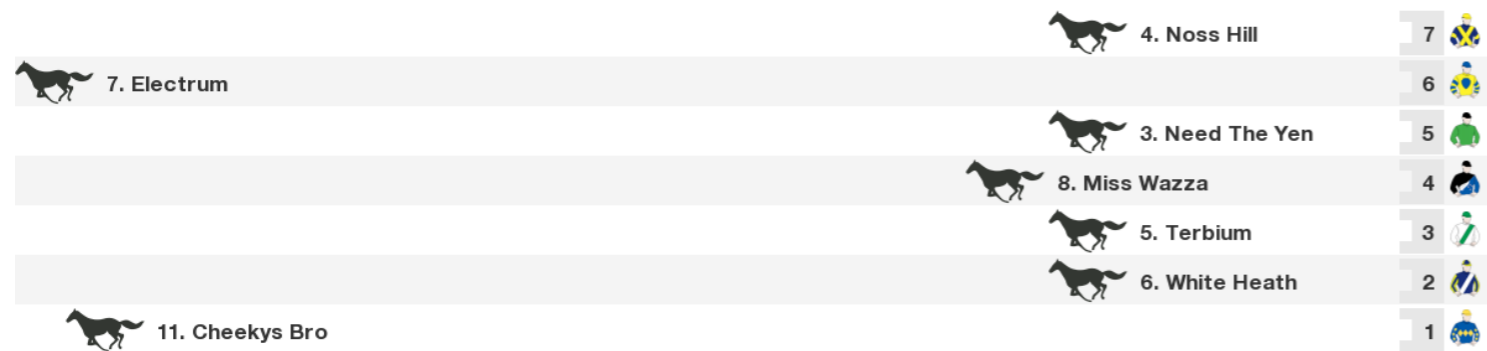 4. Noss Hill 7
7. Electrum 6
3. Need The Yen 5
8. Miss Wazza 4
5. Terbium 3
6. White Heath 2
11. Cheekys Bro 1